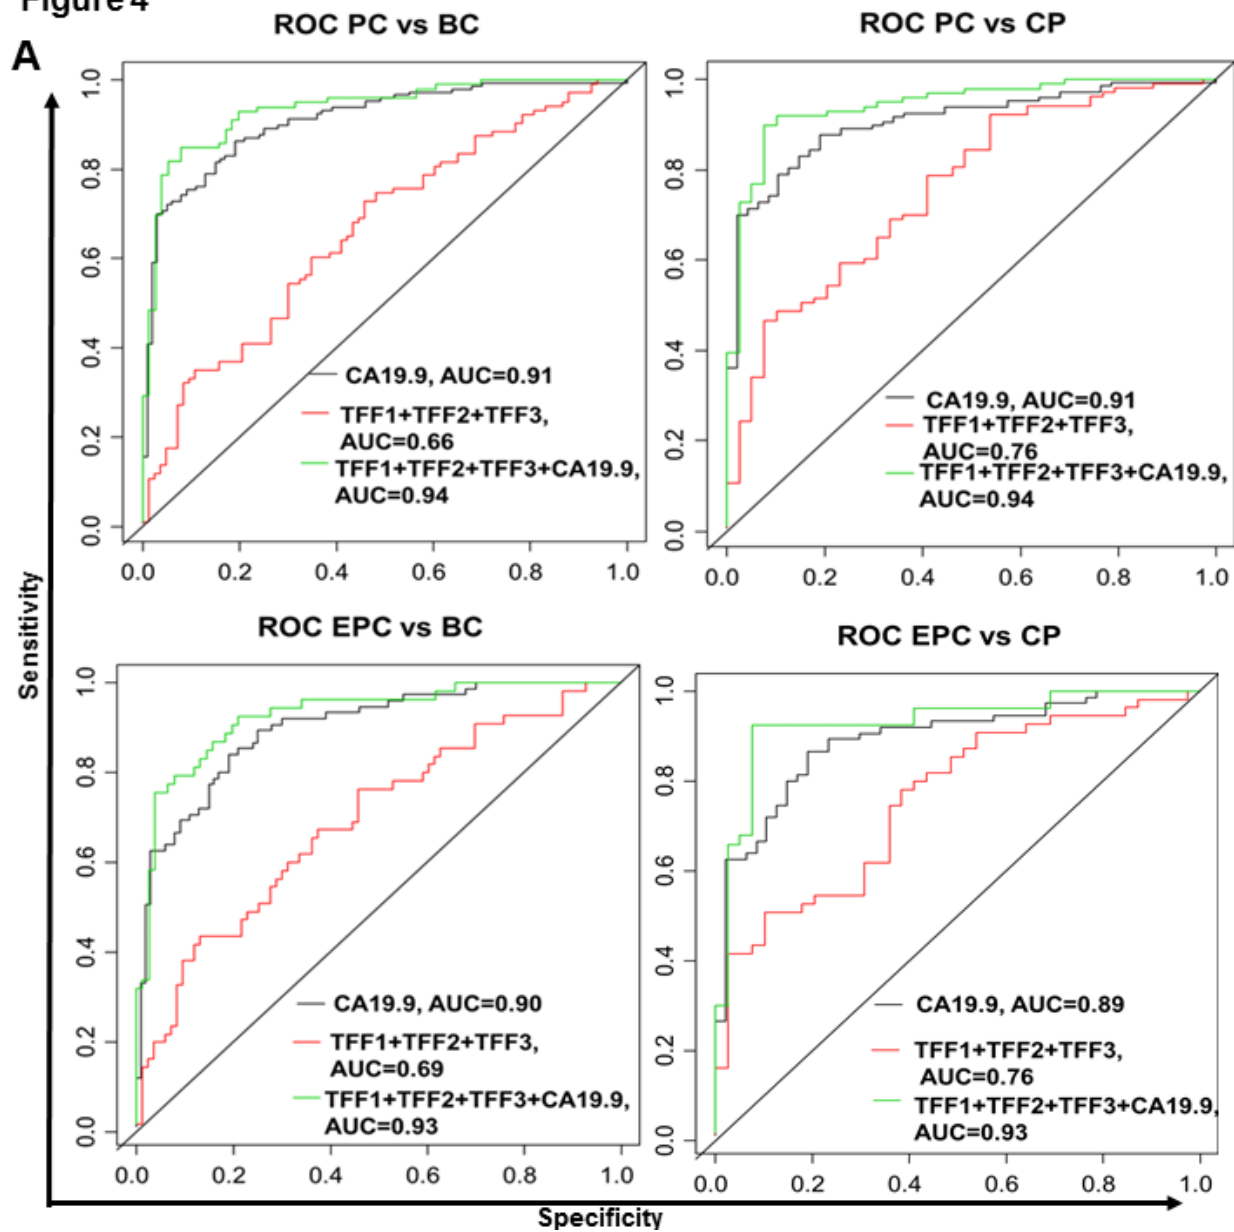 Figure 4
A
ROC PC vs BC
1.0
0.8
0.6
0.4
0.2
0.0
CA19.9, AUC=0.91
TFF1+TFF2+TFF3,
AUC=0.66
TFF1+TFF2+TFF3+CA19.9,
AUC=0.94
0.0 0.2 0.4 0.6 0.8 1.0
ROC PC vs CP
1.0
0.8
0.6
0.4
0.2
0.0
CA19.9, AUC=0.91
TFF1+TFF2+TFF3,
AUC=0.76
TFF1+TFF2+TFF3+CA19.9,
AUC=0.94
0.0 0.2 0.4 0.6 0.8 1.0
Sensitivity
ROC EPC vs BC
1.0
0.8
0.6
0.4
0.2
0.0
CA19.9, AUC=0.90
TFF1+TFF2+TFF3,
AUC=0.69
TFF1+TFF2+TFF3+CA19.9,
AUC=0.93
0.0 0.2 0.4 0.6 0.8 1.0
ROC EPC vs CP
1.0
0.8
0.6
0.4
0.2
0.0
CA19.9, AUC=0.89
TFF1+TFF2+TFF3,
AUC=0.76
TFF1+TFF2+TFF3+CA19.9,
AUC=0.93
0.0 0.2 0.4 0.6 0.8 1.0
Specificity